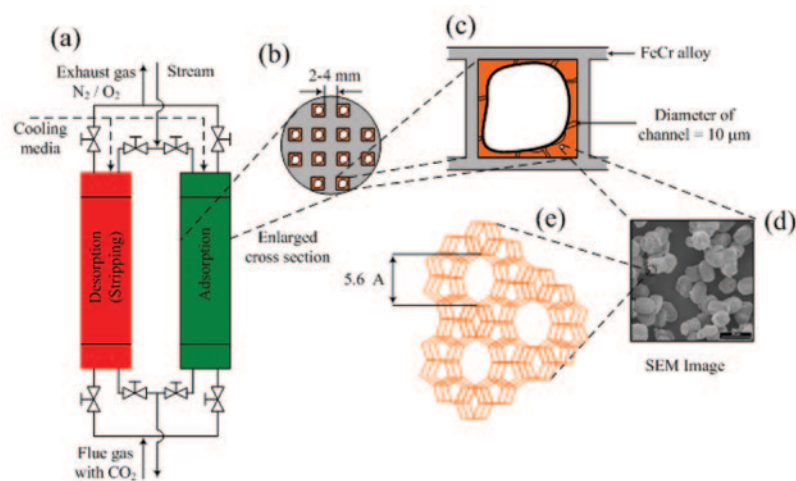 (a)
Exhaust gas
N₂ / O₂
Stream
Cooling
media
Desorption
(Stripping)
Adsorption
Flue gas
with CO₂
(b)
2-4 mm
Enlarged
cross section
(c)
FeCr alloy
Diameter of
channel = 10 μm
(e)
5.6 A
(d)
SEM Image